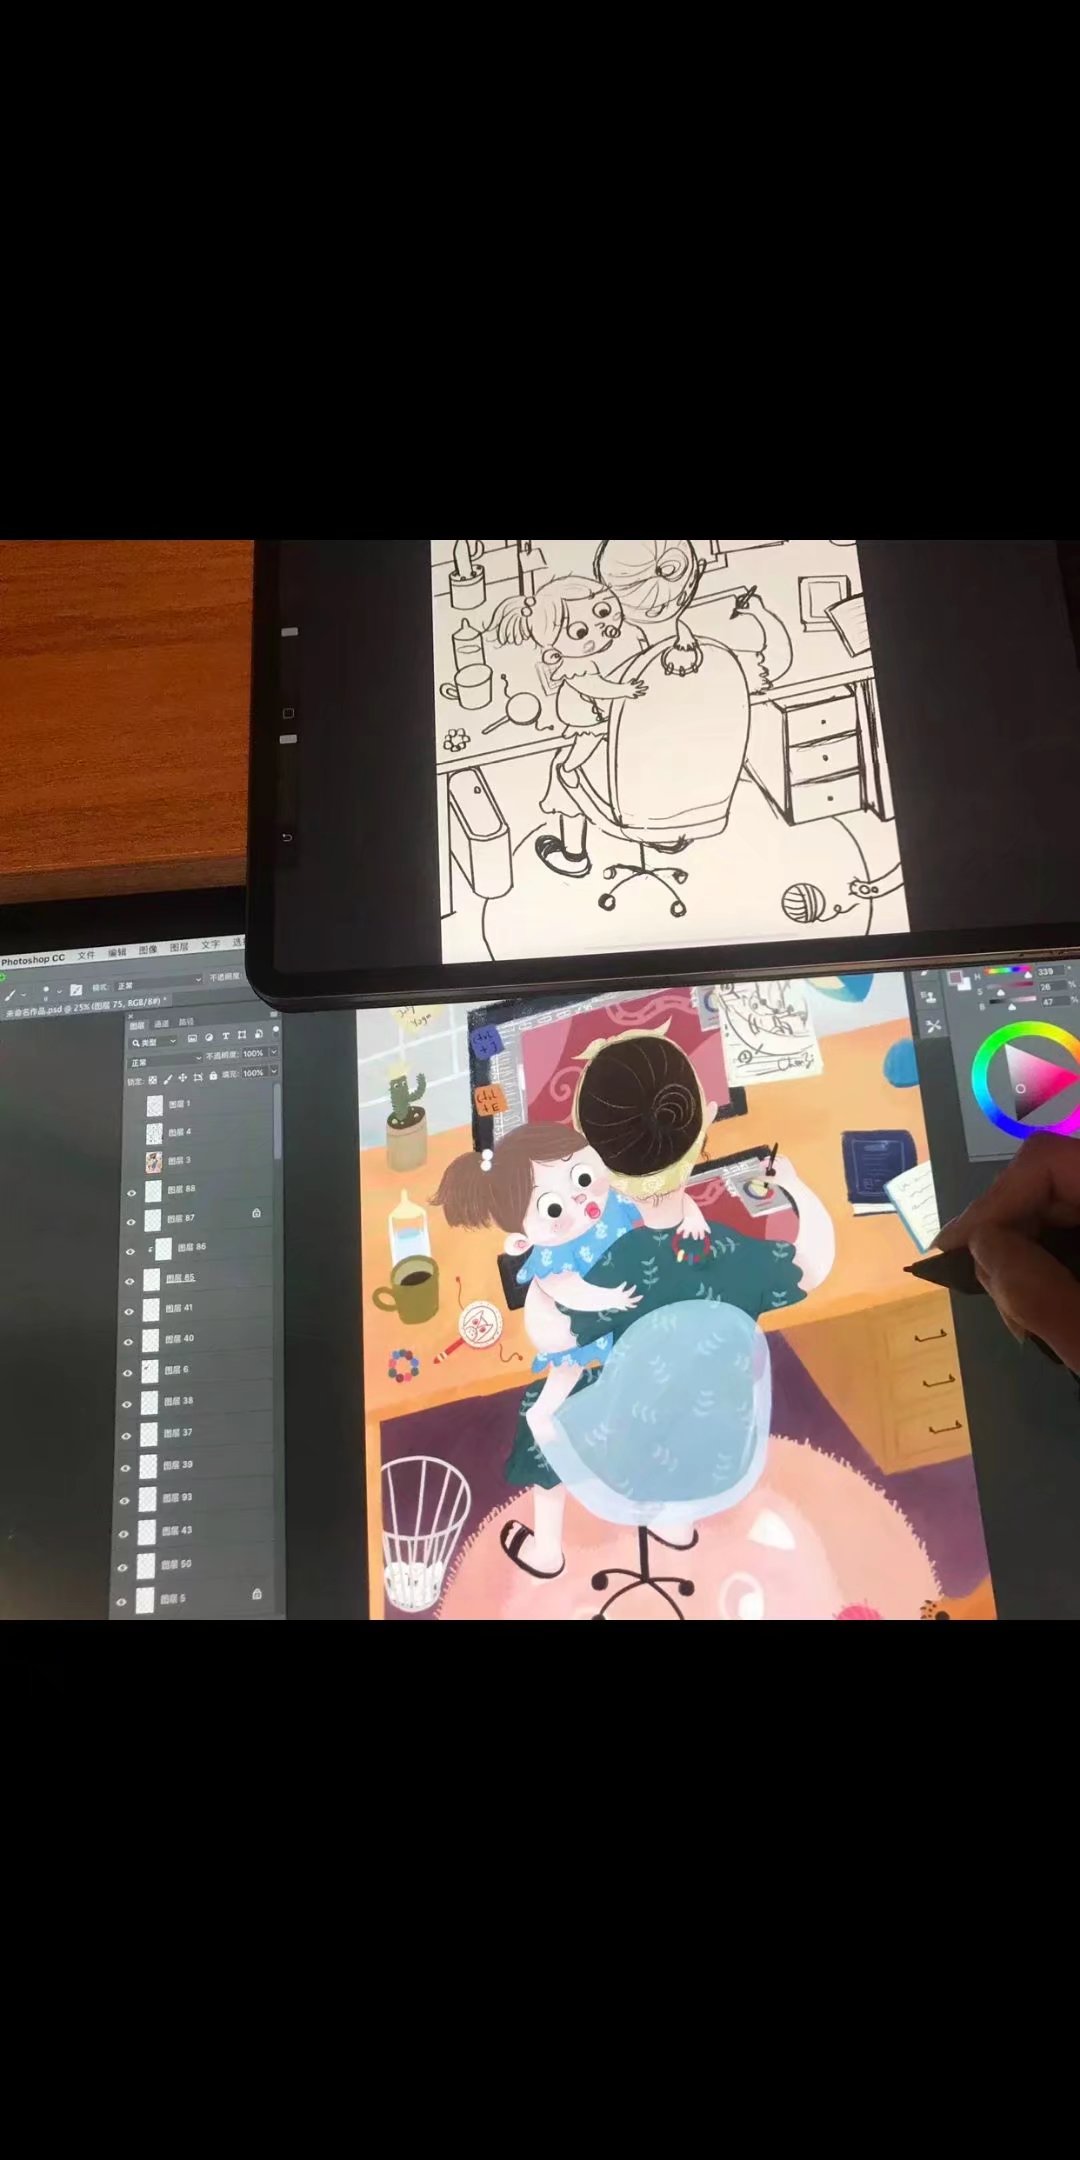 Photoshop CC 文件 编辑 图像 图层 文字 选
模式: 正常 不透明度:
未命名作品.psd @ 25% (图层 75, RGB/8#) *
图层 通道 路径
类型
正常 不透明度: 100%
锁定: 填充: 100%
图层 1
图层 4
图层 3
图层 88
图层 87
图层 86
图层 85
图层 41
图层 40
图层 6
图层 38
图层 37
图层 39
图层 93
图层 43
图层 50
图层 5
Yoga
ctrl
+ J
ctrl
+ E
H 339
S 26 %
B 47 %